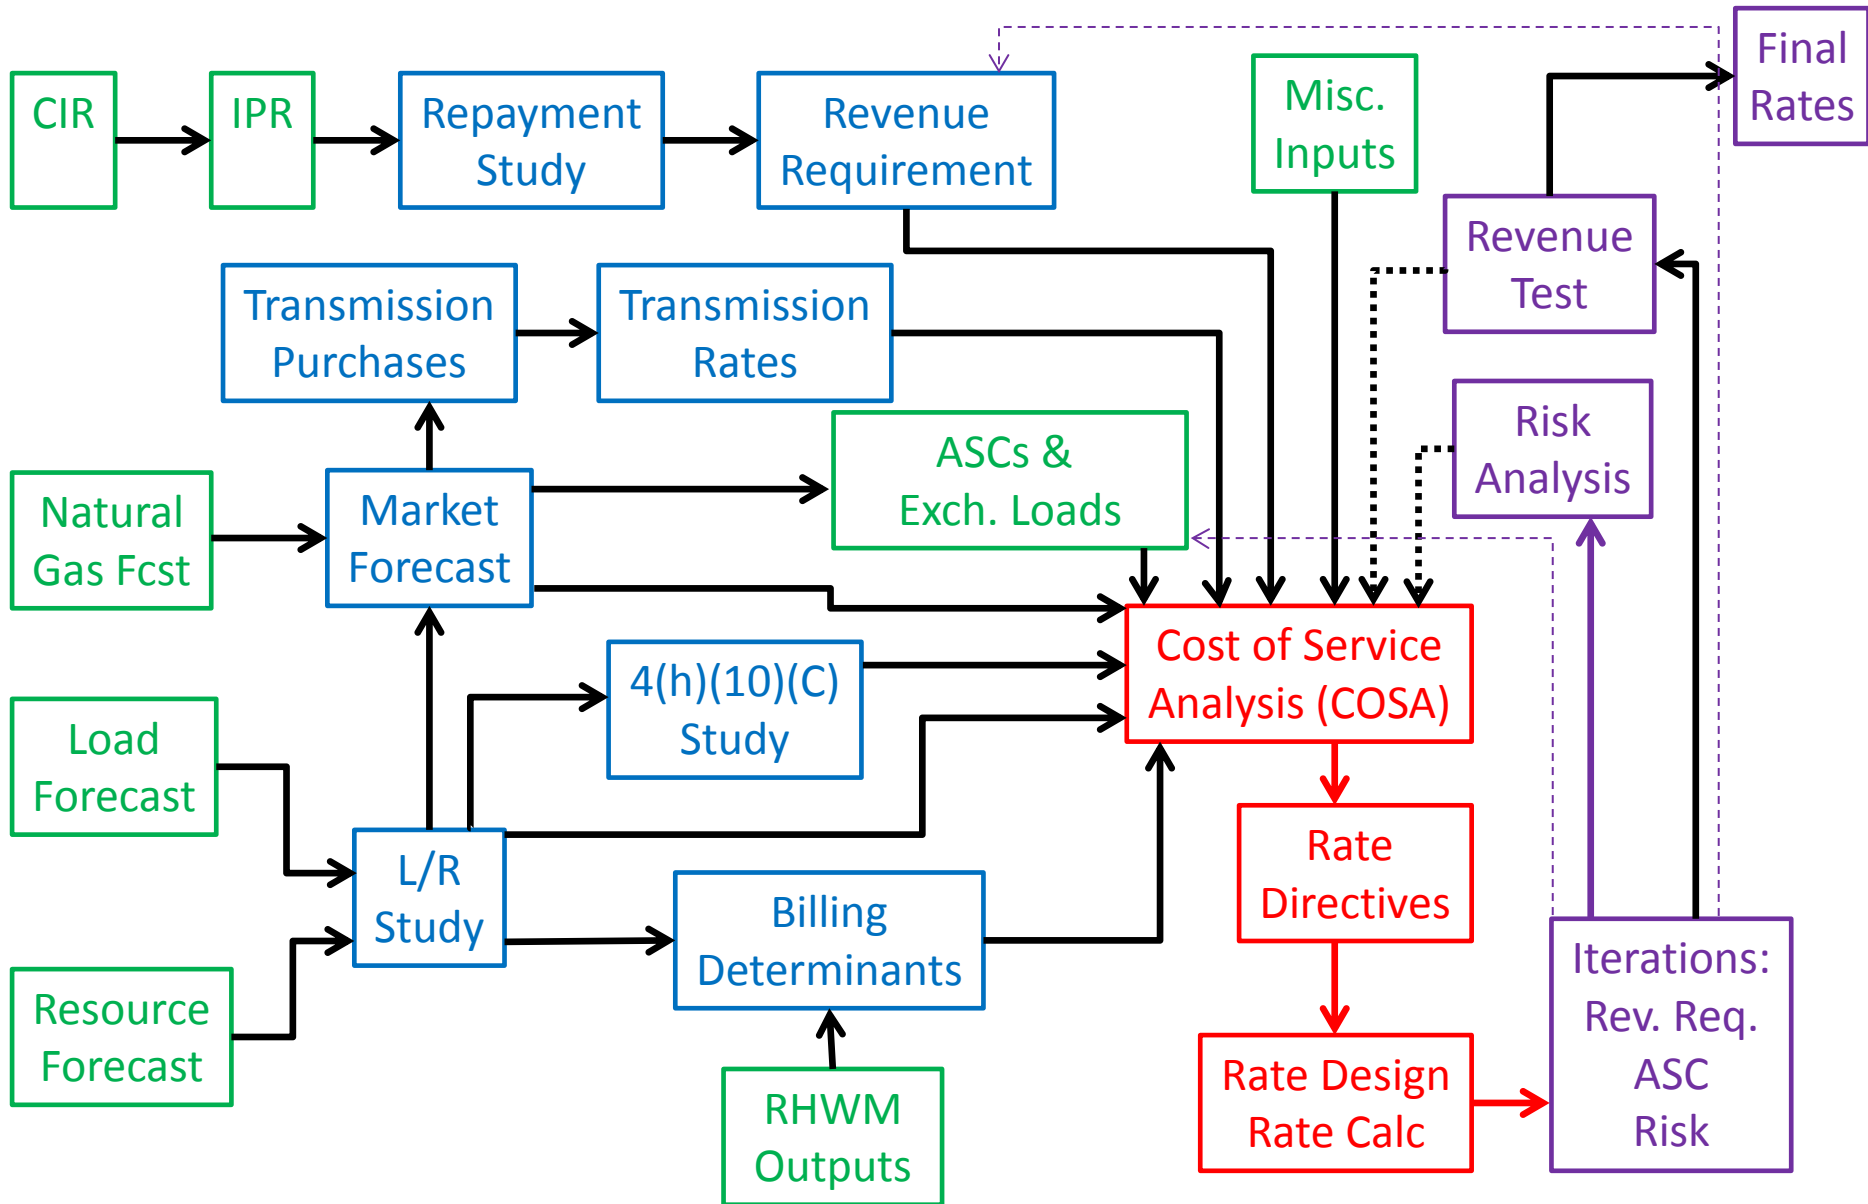 Final
Rates
CIR
IPR
Repayment
Study
Revenue
Requirement
Misc.
Inputs
Revenue
Test
Transmission
Purchases
Transmission
Rates
Risk
Analysis
ASCs &
Exch. Loads
Natural
Gas Fcst
Market
Forecast
Cost of Service
Analysis (COSA)
4(h)(10)(C)
Study
Load
Forecast
Rate
Directives
L/R
Study
Billing
Determinants
Iterations:
Rev. Req.
ASC
Risk
Resource
Forecast
Rate Design
Rate Calc
RHWM
Outputs